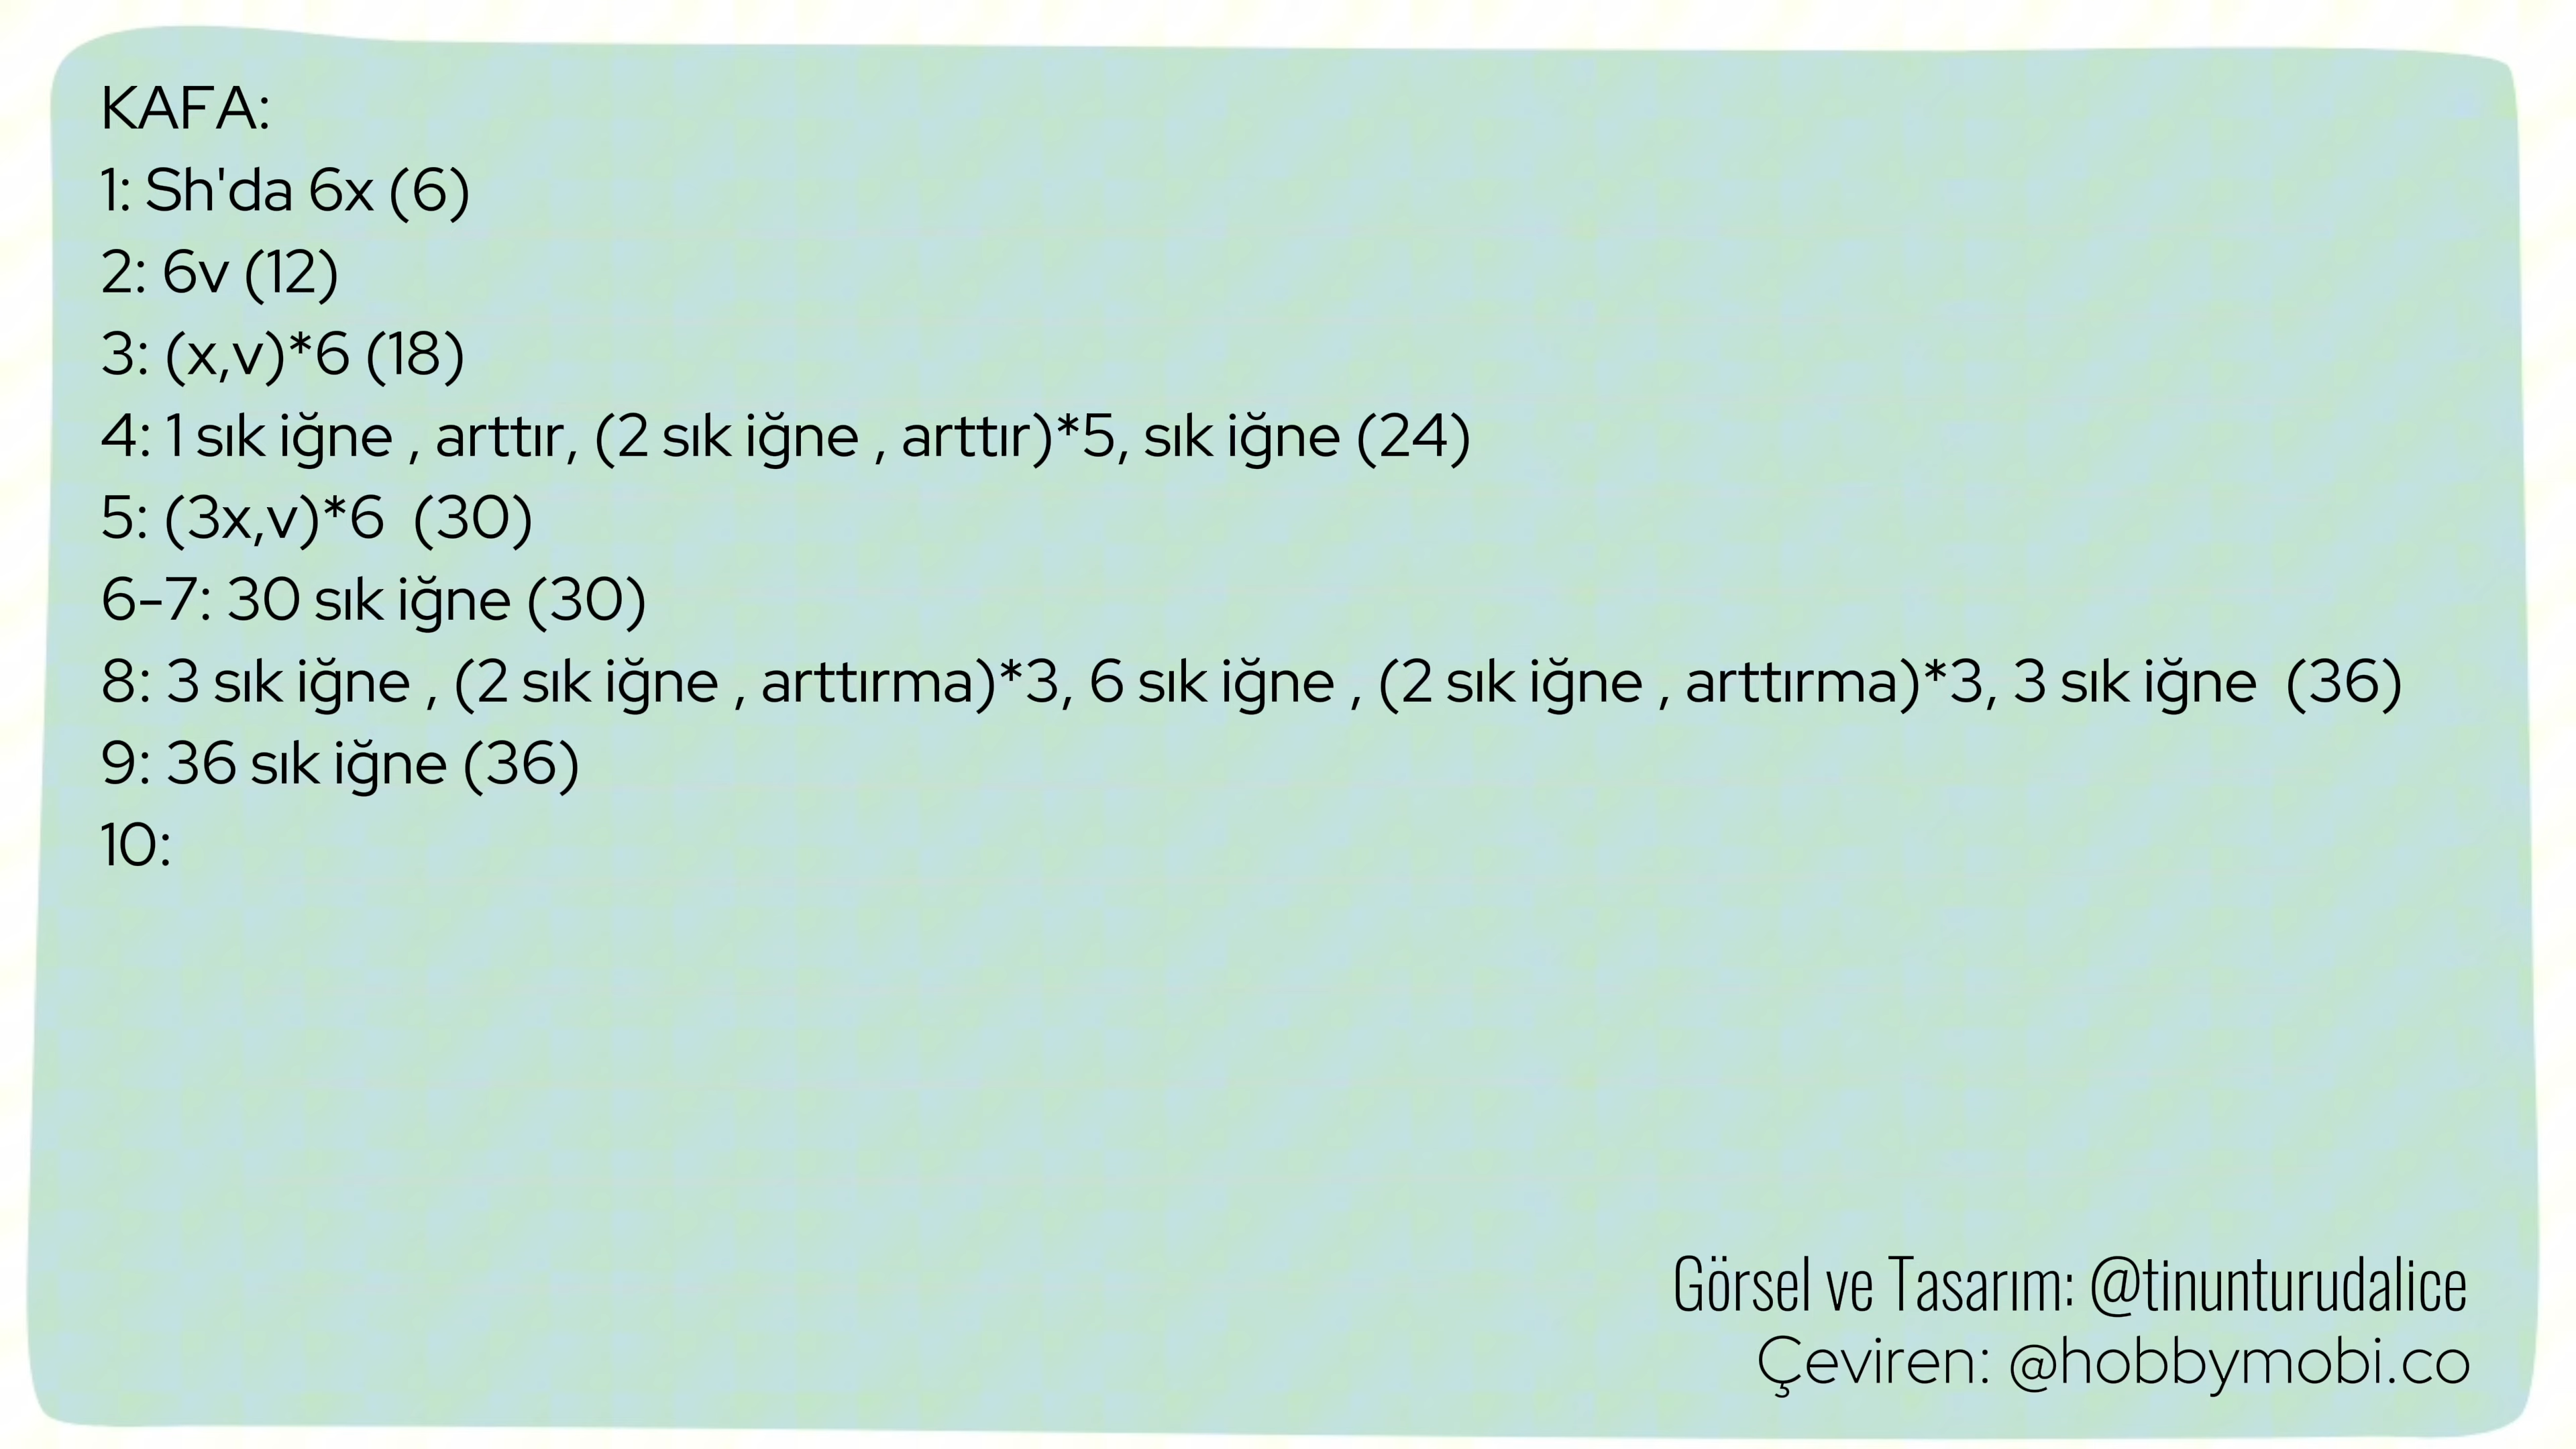 KAFA:
1: Sh'da 6x (6)
2: 6v (12)
3: (x,v)*6 (18)
4: 1 sık iğne , arttır, (2 sık iğne , arttır)*5, sık iğne (24)
5: (3x,v)*6  (30)
6-7: 30 sık iğne (30)
8: 3 sık iğne , (2 sık iğne , arttırma)*3, 6 sık iğne , (2 sık iğne , arttırma)*3, 3 sık iğne  (36)
9: 36 sık iğne (36)
10:
Görsel ve Tasarım: @tinunturudalice
Çeviren: @hobbymobi.co